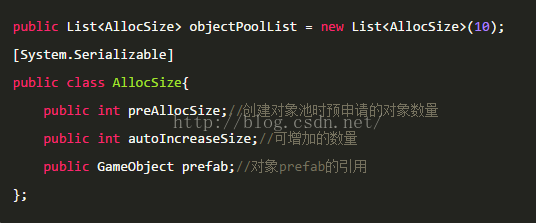 public List<AllocSize> objectPoolList = new List<AllocSize>(10);
[System.Serializable]
public class AllocSize{
public int preAllocSize;//创建对象池时预申请的对象数量
http://blog.csdn.net/
public int autoIncreaseSize;//可增加的数量
public GameObject prefab;//对象prefab的引用
};